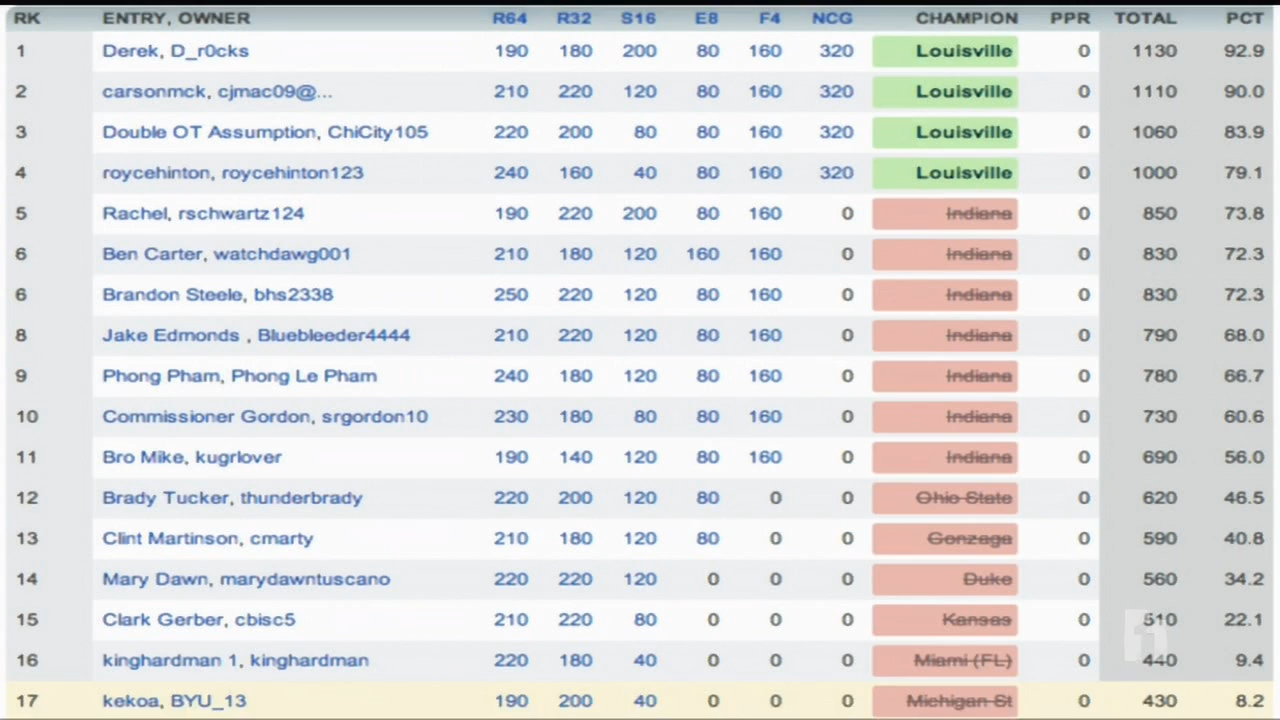 RK ENTRY, OWNER R64 R32 S16 E8 F4 NCG CHAMPION PPR TOTAL PCT
1 Derek, D_r0cks 190 180 200 80 160 320 Louisville 0 1130 92.9
2 carsonmck, cjmac09@... 210 220 120 80 160 320 Louisville 0 1110 90.0
3 Double OT Assumption, ChiCity105 220 200 80 80 160 320 Louisville 0 1060 83.9
4 roycehinton, roycehinton123 240 160 40 80 160 320 Louisville 0 1000 79.1
5 Rachel, rschwartz124 190 220 200 80 160 0 Indiana 0 850 73.8
6 Ben Carter, watchdawg001 210 180 120 160 160 0 Indiana 0 830 72.3
6 Brandon Steele, bhs2338 250 220 120 80 160 0 Indiana 0 830 72.3
8 Jake Edmonds , Bluebleeder4444 210 220 120 80 160 0 Indiana 0 790 68.0
9 Phong Pham, Phong Le Pham 240 180 120 80 160 0 Indiana 0 780 66.7
10 Commissioner Gordon, srgordon10 230 180 80 80 160 0 Indiana 0 730 60.6
11 Bro Mike, kugrlover 190 140 120 80 160 0 Indiana 0 690 56.0
12 Brady Tucker, thunderbrady 220 200 120 80 0 0 Ohio State 0 620 46.5
13 Clint Martinson, cmarty 210 180 120 80 0 0 Gonzaga 0 590 40.8
14 Mary Dawn, marydawntuscano 220 220 120 0 0 0 Duke 0 560 34.2
15 Clark Gerber, cbisc5 210 220 80 0 0 0 Kansas 0 510 22.1
16 kinghardman 1, kinghardman 220 180 40 0 0 0 Miami (FL) 0 440 9.4
17 kekoa, BYU_13 190 200 40 0 0 0 Michigan St 0 430 8.2